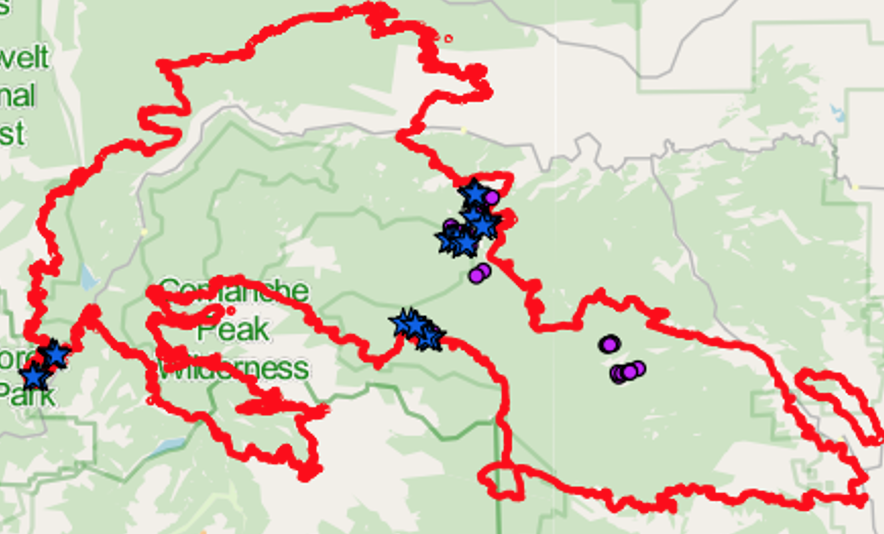 velt
nal
st
Comanche
Peak
Wilderness
Park